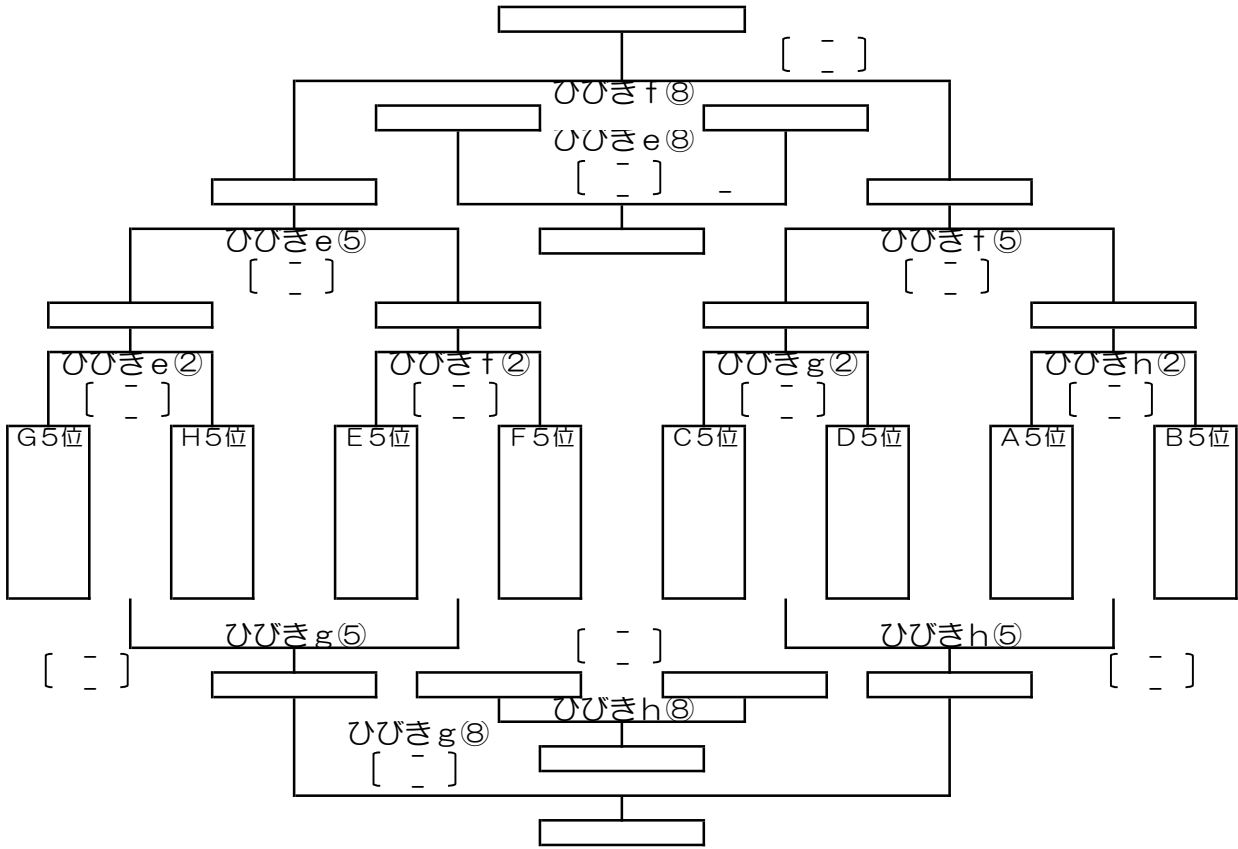 〔 － － 〕
ひびきｆ⑧
ひびきｅ⑧
〔 － － 〕 －
ひびきｅ⑤ ひびきｆ⑤
〔 － － 〕 〔 － － 〕
ひびきｅ② ひびきｆ② ひびきｇ② ひびきｈ②
〔 － － 〕 〔 － － 〕 〔 － － 〕 〔 － － 〕
Ｇ５位 Ｈ５位 Ｅ５位 Ｆ５位 Ｃ５位 Ｄ５位 Ａ５位 Ｂ５位
ひびきｇ⑤ 〔 － － 〕 ひびきｈ⑤
〔 － － 〕 〔 － － 〕
ひびきｈ⑧
ひびきｇ⑧
〔 － － 〕